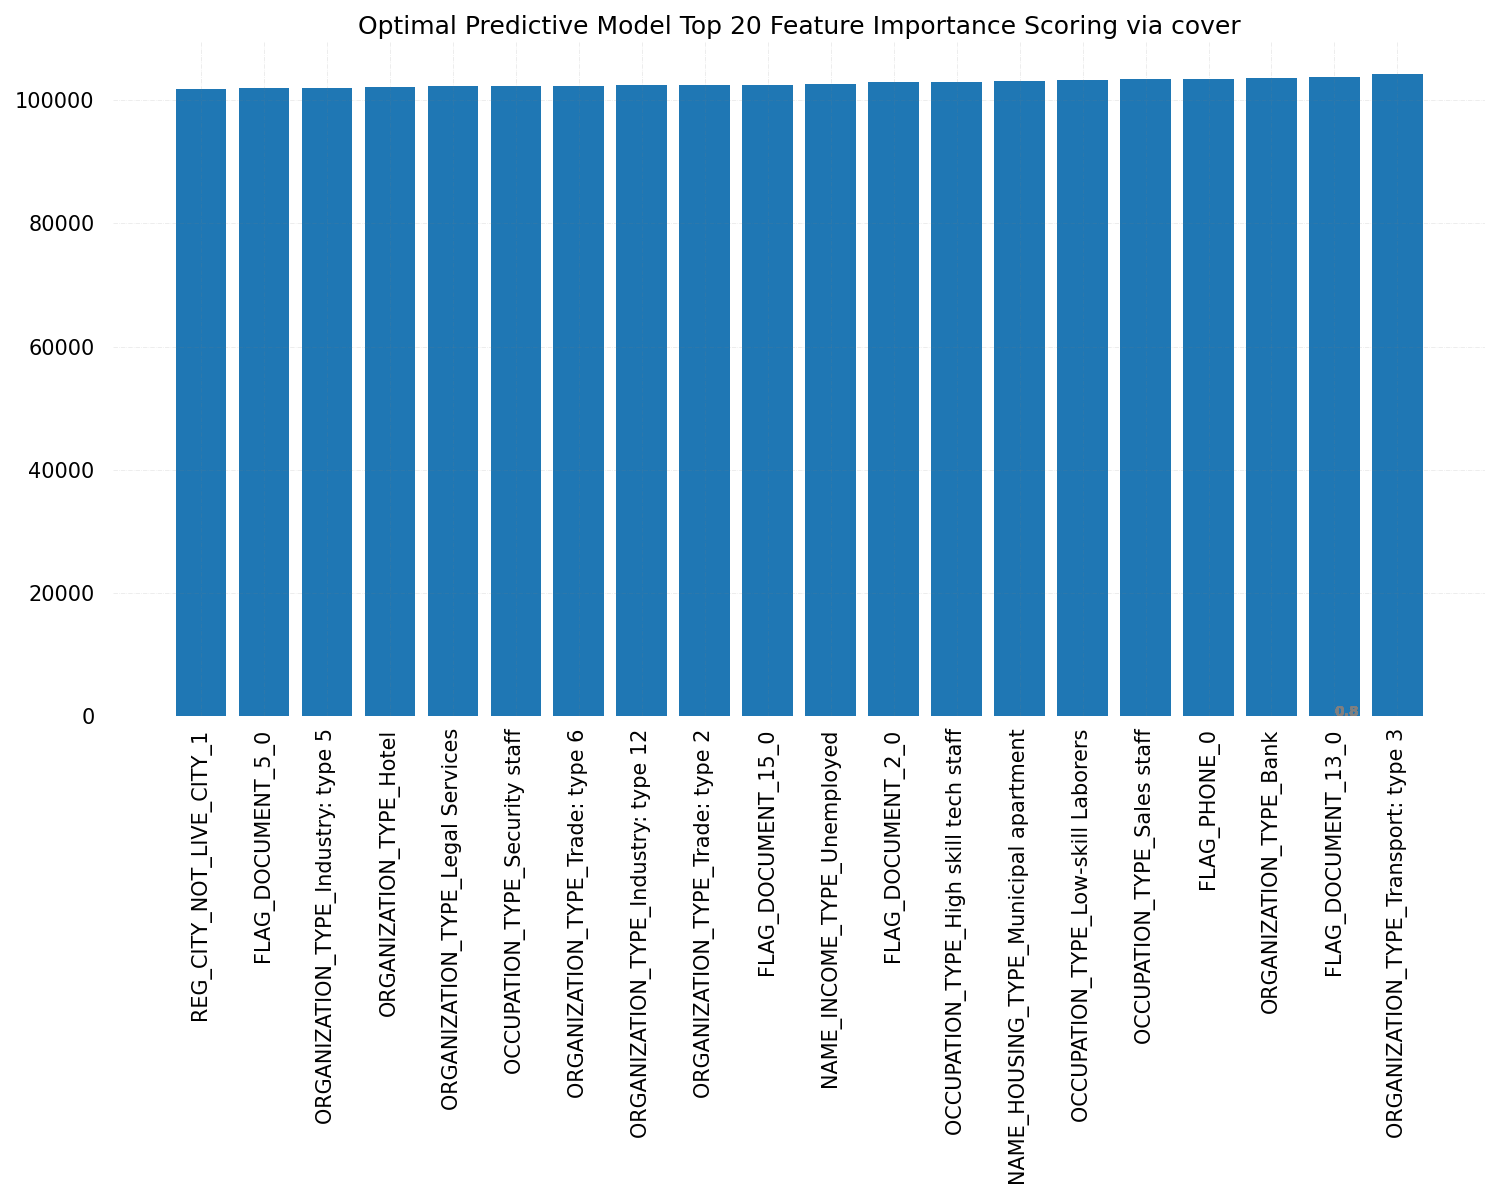 Optimal Predictive Model Top 20 Feature Importance Scoring via cover
100000
80000
60000
40000
20000
0
0.8
REG_CITY_NOT_LIVE_CITY_1
FLAG_DOCUMENT_5_0
ORGANIZATION_TYPE_Industry: type 5
ORGANIZATION_TYPE_Hotel
ORGANIZATION_TYPE_Legal Services
OCCUPATION_TYPE_Security staff
ORGANIZATION_TYPE_Trade: type 6
ORGANIZATION_TYPE_Industry: type 12
ORGANIZATION_TYPE_Trade: type 2
FLAG_DOCUMENT_15_0
NAME_INCOME_TYPE_Unemployed
FLAG_DOCUMENT_2_0
OCCUPATION_TYPE_High skill tech staff
NAME_HOUSING_TYPE_Municipal apartment
OCCUPATION_TYPE_Low-skill Laborers
OCCUPATION_TYPE_Sales staff
FLAG_PHONE_0
ORGANIZATION_TYPE_Bank
FLAG_DOCUMENT_13_0
ORGANIZATION_TYPE_Transport: type 3